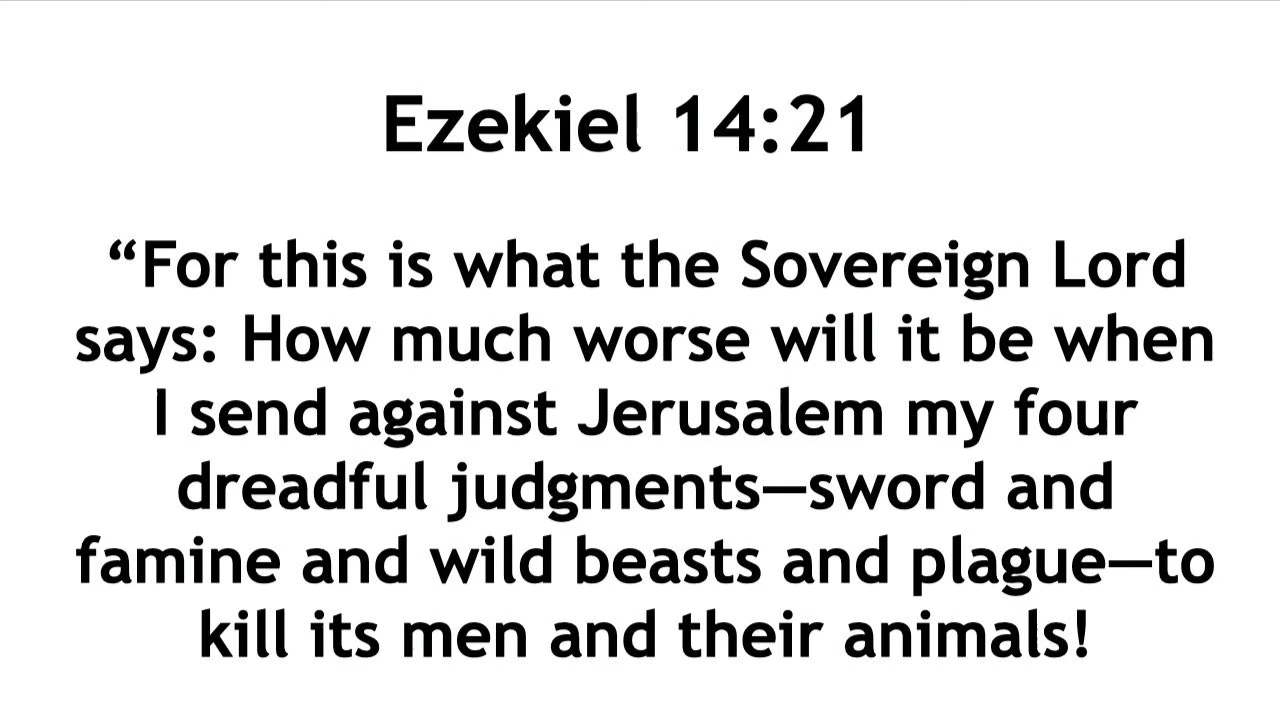 Ezekiel 14:21
“For this is what the Sovereign Lord
says: How much worse will it be when
I send against Jerusalem my four
dreadful judgments—sword and
famine and wild beasts and plague—to
kill its men and their animals!